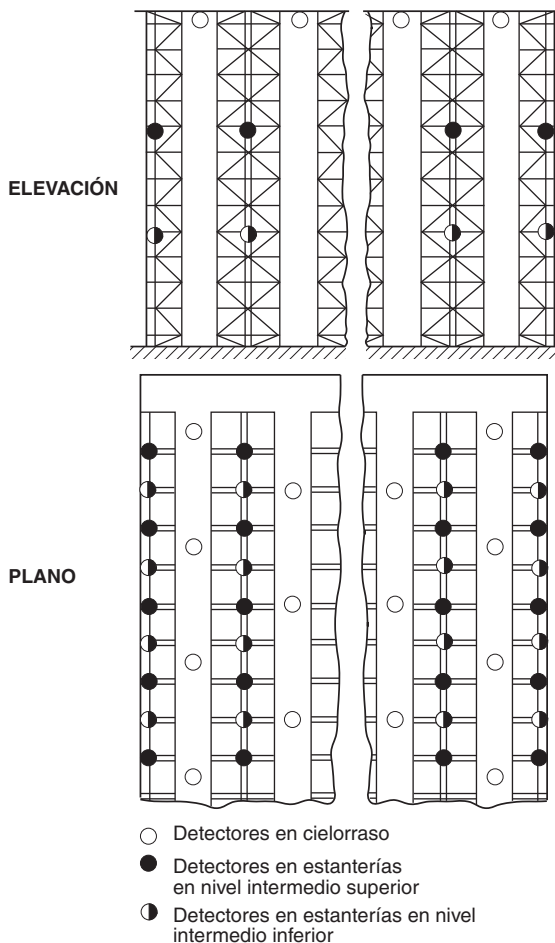 ELEVACIÓN
PLANO
Detectores en cielorraso
Detectores en estanterías
en nivel intermedio superior
Detectores en estanterías en nivel
intermedio inferior